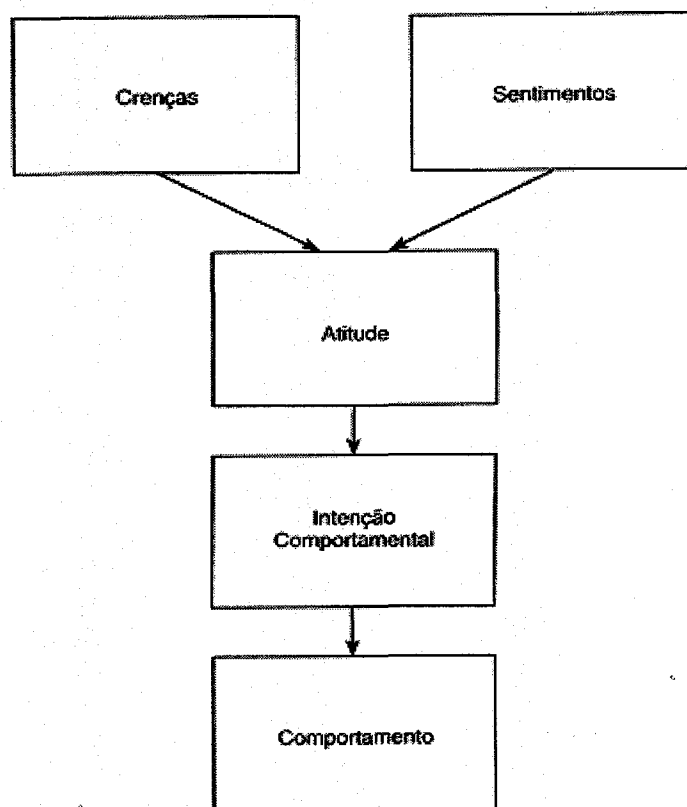 Crenças
Sentimentos
Atitude
Intenção
Comportamental
Comportamento